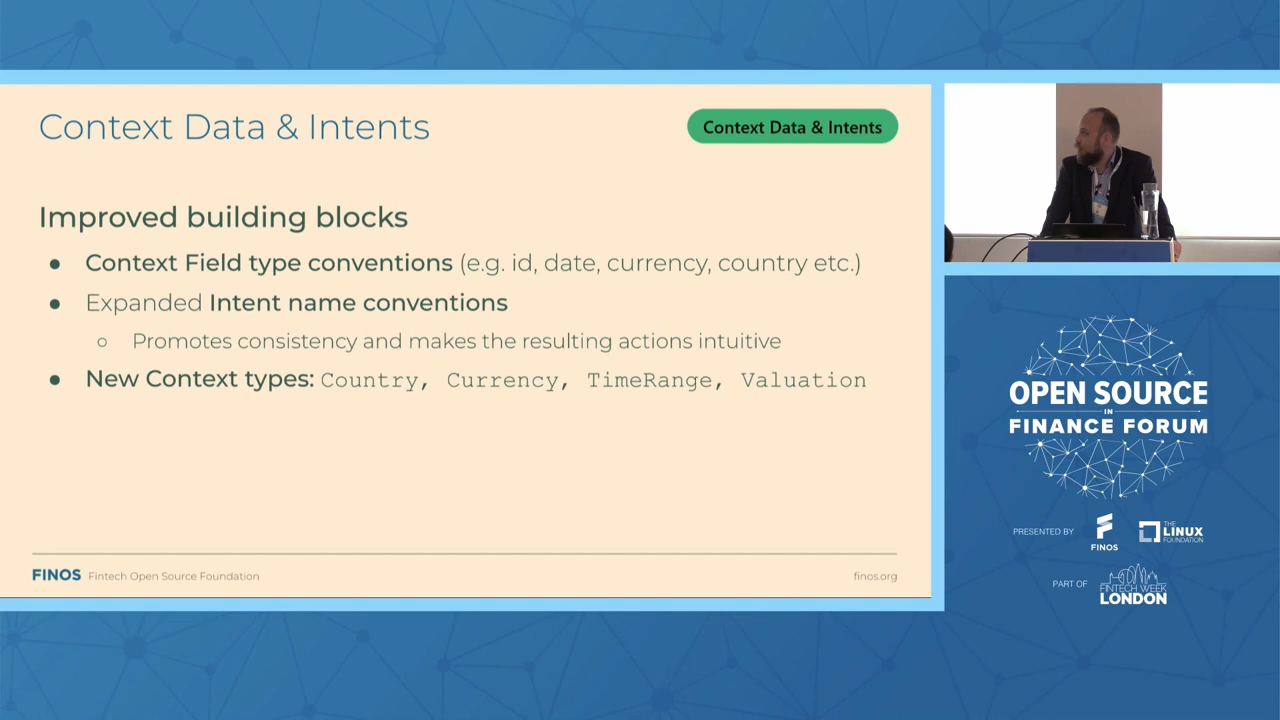 Context Data & Intents
Context Data & Intents
Improved building blocks
● Context Field type conventions (e.g. id, date, currency, country etc.)
● Expanded Intent name conventions
○ Promotes consistency and makes the resulting actions intuitive
● New Context types: Country, Currency, TimeRange, Valuation
FINOS Fintech Open Source Foundation
finos.org
OPEN SOURCE
IN
FINANCE FORUM
PRESENTED BY
FINOS
THE
LINUX
FOUNDATION
PART OF
FINTECH WEEK
LONDON